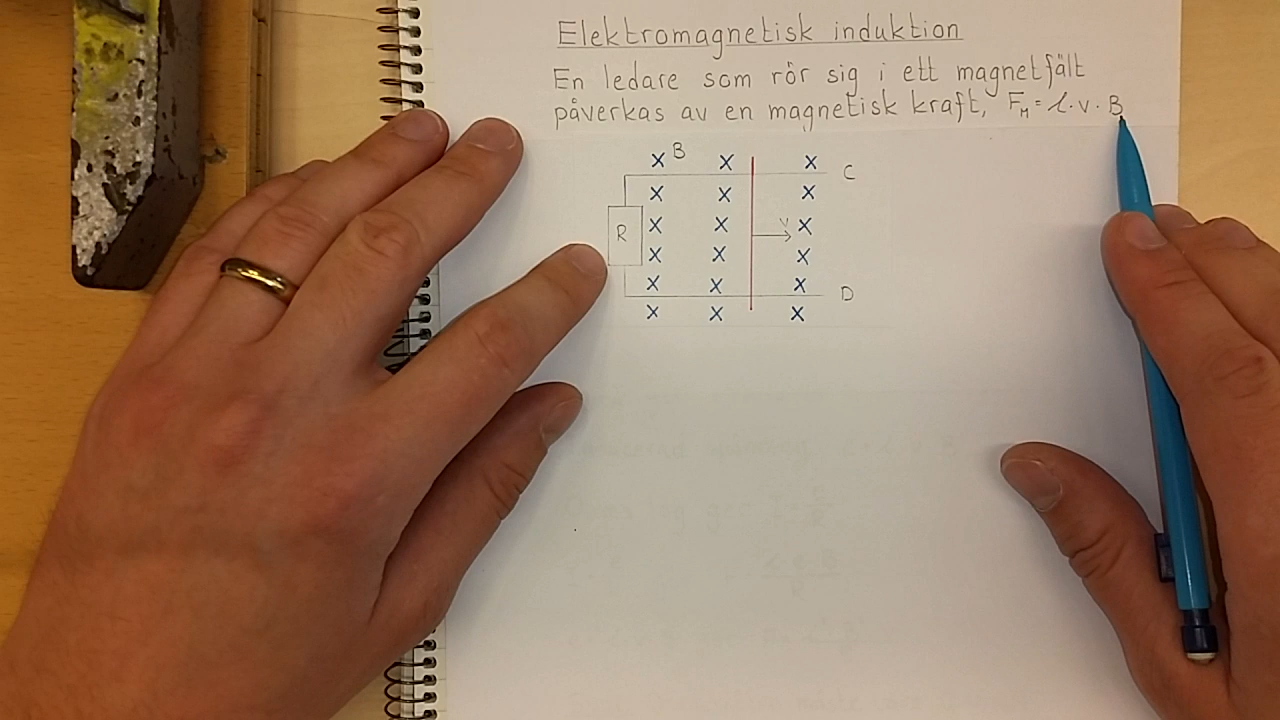 Elektromagnetisk induktion
En ledare som rör sig i ett magnetfält
påverkas av en magnetisk kraft, F_M = l·v·B
X B X X C
X X X
R X X V X
X X X
X X X D
X X X